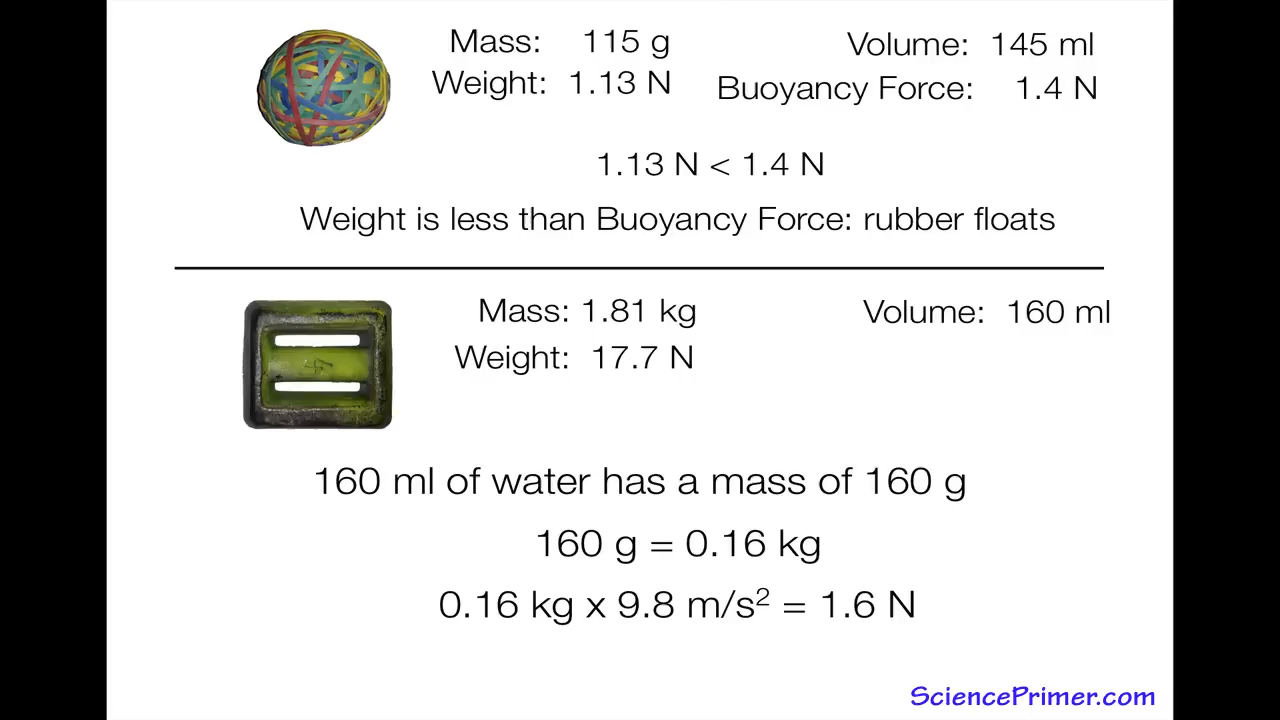 Mass: 115 g
Weight: 1.13 N
Volume: 145 ml
Buoyancy Force: 1.4 N
1.13 N < 1.4 N
Weight is less than Buoyancy Force: rubber floats
Mass: 1.81 kg
Weight: 17.7 N
Volume: 160 ml
160 ml of water has a mass of 160 g
160 g = 0.16 kg
0.16 kg x 9.8 m/s² = 1.6 N
SciencePrimer.com